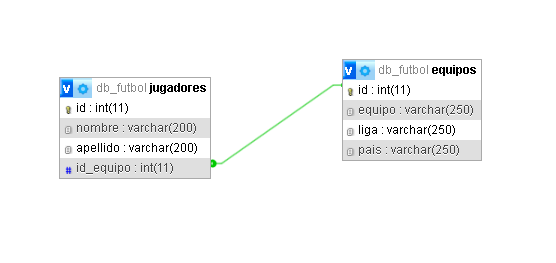 v db_futbol jugadores
id : int(11)
nombre : varchar(200)
apellido : varchar(200)
# id_equipo : int(11)
v db_futbol equipos
id : int(11)
equipo : varchar(250)
liga : varchar(250)
pais : varchar(250)